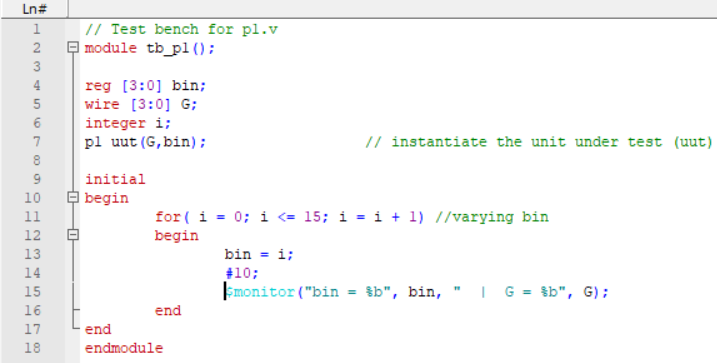 Ln#
1 // Test bench for p1.v
2 module tb_p1();
3
4 reg [3:0] bin;
5 wire [3:0] G;
6 integer i;
7 p1 uut(G,bin); // instantiate the unit under test (uut)
8
9 initial
10 begin
11 for( i = 0; i <= 15; i = i + 1) //varying bin
12 begin
13 bin = i;
14 #10;
15 $monitor("bin = %b", bin, " | G = %b", G);
16 end
17 end
18 endmodule